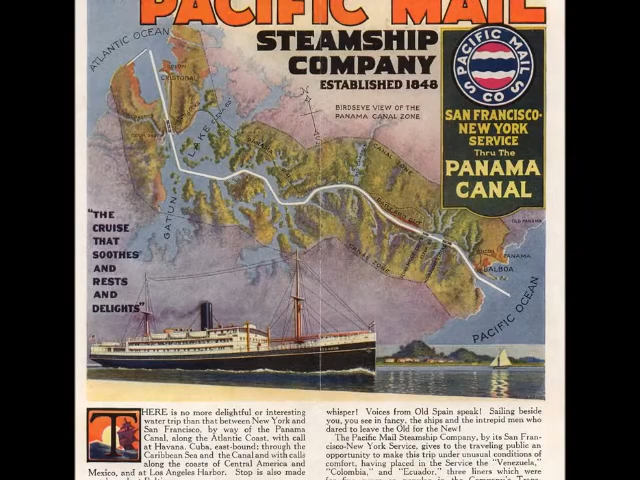 PACIFIC MAIL
STEAMSHIP
COMPANY
ESTABLISHED 1848
BIRDSEYE VIEW OF THE
PANAMA CANAL ZONE
PACIFIC MAIL
S S
CO
SAN FRANCISCO-
NEW YORK
SERVICE
Thru The
PANAMA
CANAL
ATLANTIC OCEAN
COLON
CRISTOBAL
LAKE
GATUN
CANAL ZONE
CANAL ZONE
OLD PANAMA
PANAMA
BALBOA
PACIFIC OCEAN
"THE
CRUISE
THAT
SOOTHES
AND
RESTS
AND
DELIGHTS"
THERE is no more delightful or interesting
water trip than that between New York and
San Francisco, by way of the Panama
Canal, along the Atlantic Coast, with call
at Havana, Cuba, east-bound; through the
Caribbean Sea and the Canal and with calls
along the coasts of Central America and
Mexico, and at Los Angeles Harbor. Stop is also made
whisper! Voices from Old Spain speak! Sailing beside
you, you see in fancy, the ships and the intrepid men who
dared to leave the Old for the New!
The Pacific Mail Steamship Company, by its San Fran-
cisco-New York Service, gives to the traveling public an
opportunity to make this trip under unusual conditions of
comfort, having placed in the Service the "Venezuela,"
"Colombia," and "Ecuador," three liners which were